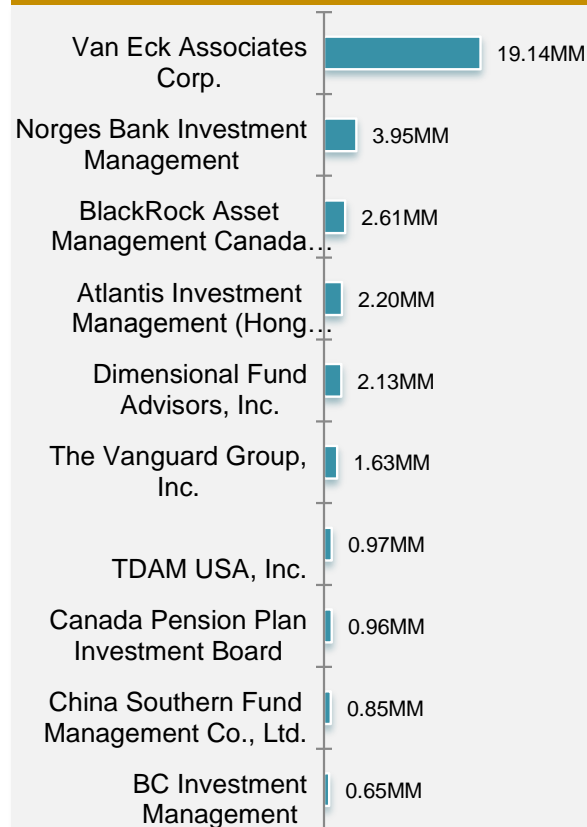 Van Eck Associates
Corp.
19.14MM
Norges Bank Investment
Management
3.95MM
BlackRock Asset
Management Canada…
2.61MM
Atlantis Investment
Management (Hong…
2.20MM
Dimensional Fund
Advisors, Inc.
2.13MM
The Vanguard Group,
Inc.
1.63MM
TDAM USA, Inc.
0.97MM
Canada Pension Plan
Investment Board
0.96MM
China Southern Fund
Management Co., Ltd.
0.85MM
BC Investment
Management
0.65MM